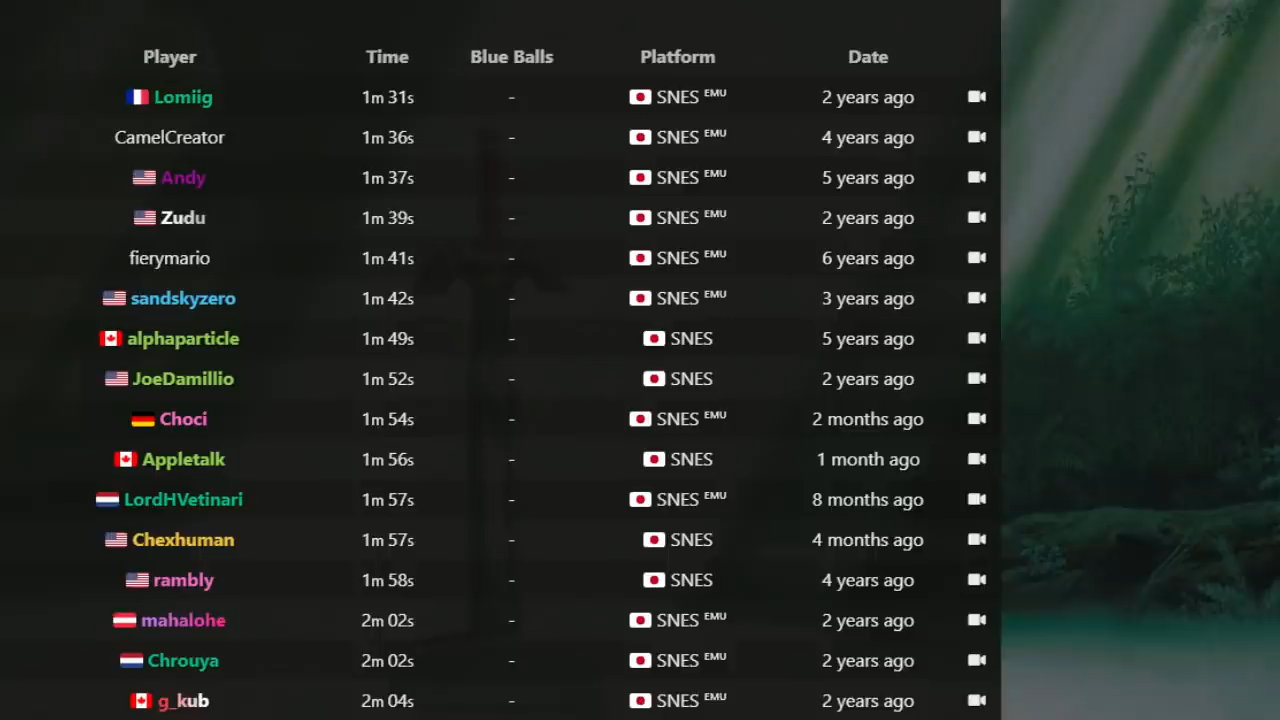 Player Time Blue Balls Platform Date
Lomiig 1m 31s - SNES EMU 2 years ago
CamelCreator 1m 36s - SNES EMU 4 years ago
Andy 1m 37s - SNES EMU 5 years ago
Zudu 1m 39s - SNES EMU 2 years ago
fierymario 1m 41s - SNES EMU 6 years ago
sandskyzero 1m 42s - SNES EMU 3 years ago
alphaparticle 1m 49s - SNES 5 years ago
JoeDamillio 1m 52s - SNES 2 years ago
Choci 1m 54s - SNES EMU 2 months ago
Appletalk 1m 56s - SNES 1 month ago
LordHVetinari 1m 57s - SNES EMU 8 months ago
Chexhuman 1m 57s - SNES 4 months ago
rambly 1m 58s - SNES 4 years ago
mahalohe 2m 02s - SNES EMU 2 years ago
Chrouya 2m 02s - SNES EMU 2 years ago
g_kub 2m 04s - SNES EMU 2 years ago